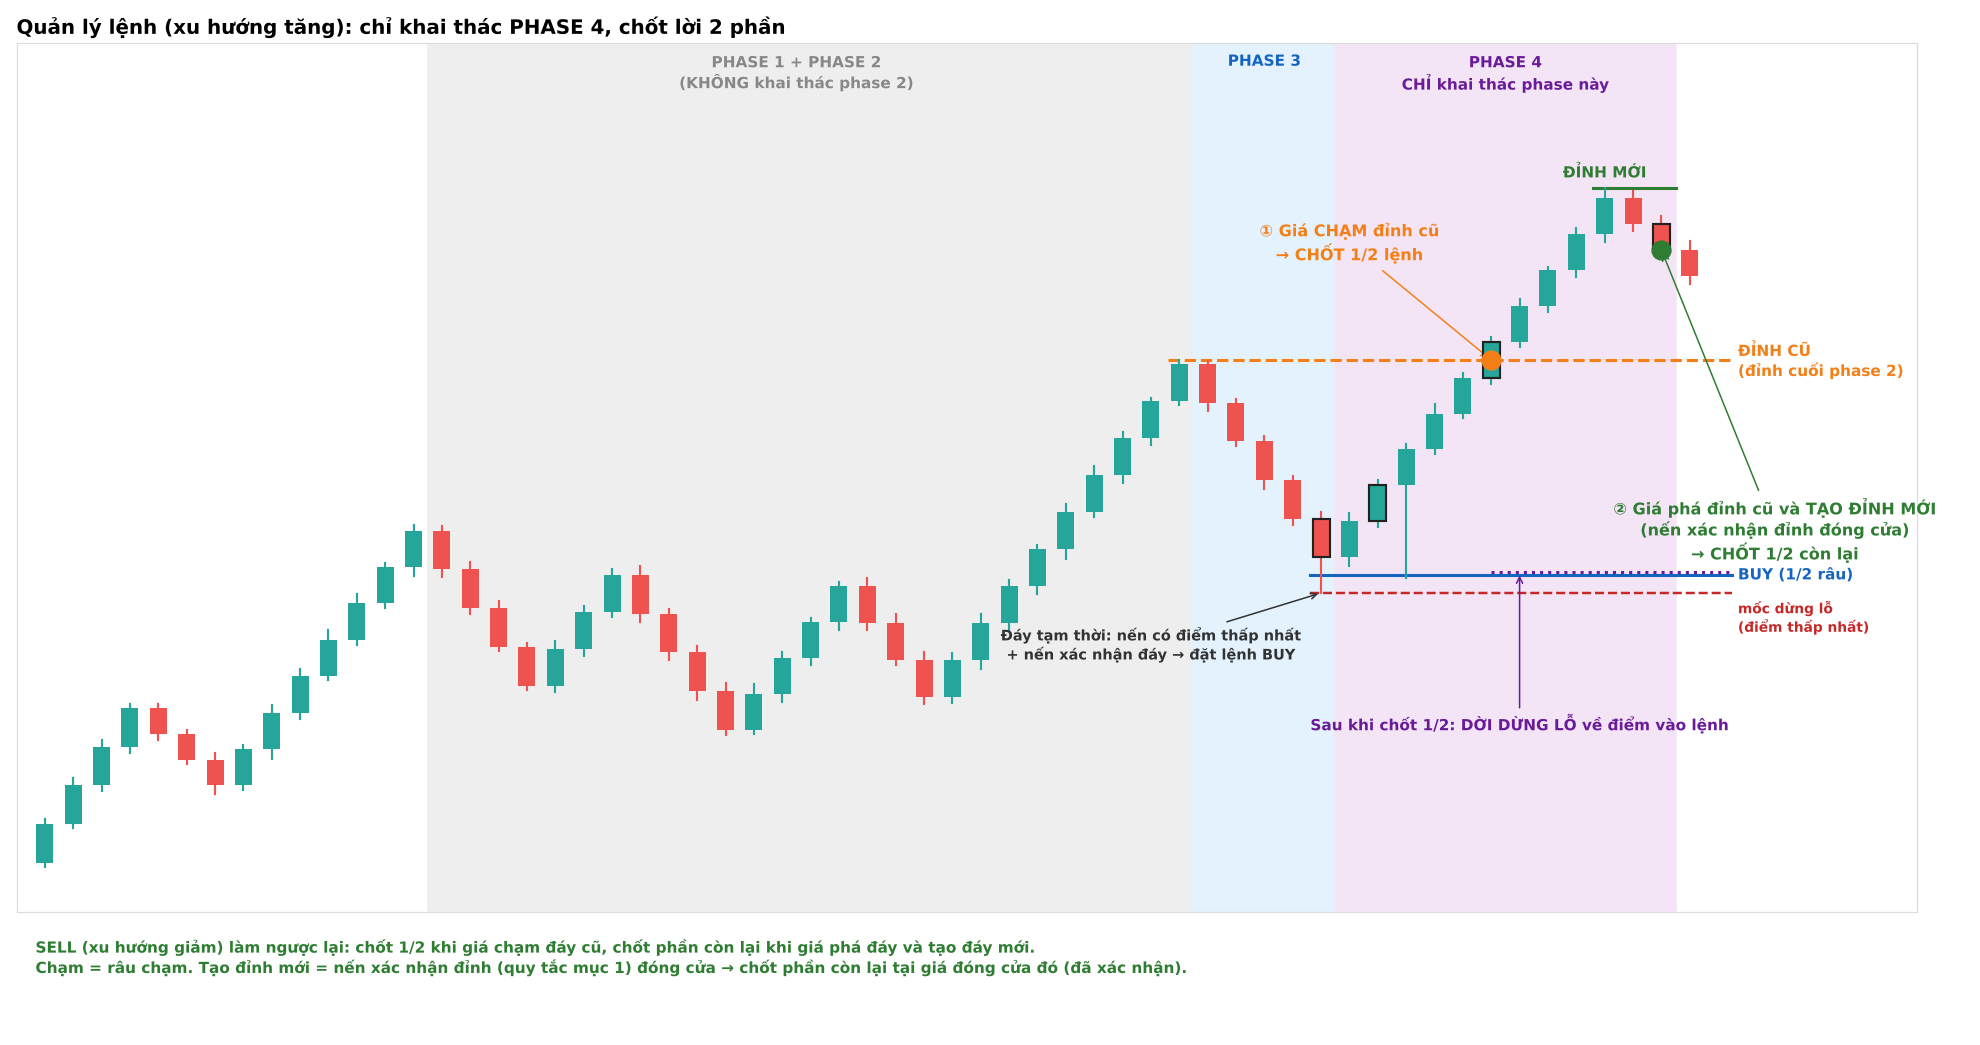 Quản lý lệnh (xu hướng tăng): chỉ khai thác PHASE 4, chốt lời 2 phần
PHASE 1 + PHASE 2
(KHÔNG khai thác phase 2)
PHASE 3
PHASE 4
CHỈ khai thác phase này
ĐỈNH MỚI
① Giá CHẠM đỉnh cũ
→ CHỐT 1/2 lệnh
ĐỈNH CŨ
(đỉnh cuối phase 2)
② Giá phá đỉnh cũ và TẠO ĐỈNH MỚI
(nến xác nhận đỉnh đóng cửa)
→ CHỐT 1/2 còn lại
BUY (1/2 râu)
mốc dừng lỗ
(điểm thấp nhất)
Đáy tạm thời: nến có điểm thấp nhất
+ nến xác nhận đáy → đặt lệnh BUY
Sau khi chốt 1/2: DỜI DỪNG LỖ về điểm vào lệnh
SELL (xu hướng giảm) làm ngược lại: chốt 1/2 khi giá chạm đáy cũ, chốt phần còn lại khi giá phá đáy và tạo đáy mới.
Chạm = râu chạm. Tạo đỉnh mới = nến xác nhận đỉnh (quy tắc mục 1) đóng cửa → chốt phần còn lại tại giá đóng cửa đó (đã xác nhận).